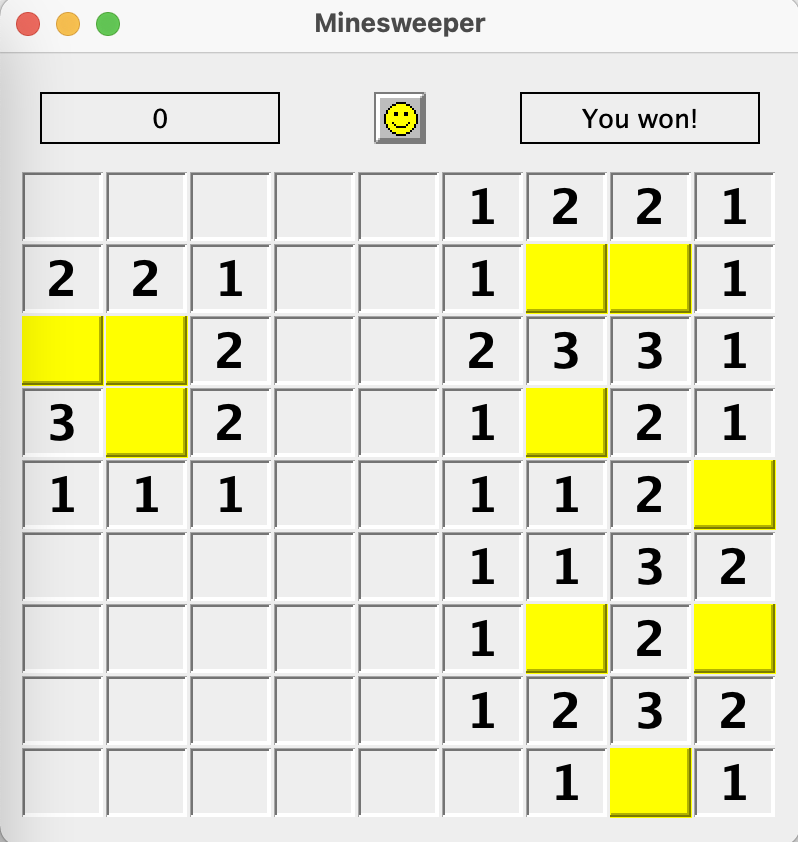 Minesweeper
0 You won!
1 2 2 1
2 2 1 1 1
2 2 3 3 1
3 2 1 2 1
1 1 1 1 1 2
1 1 3 2
1 2
1 2 3 2
1 1